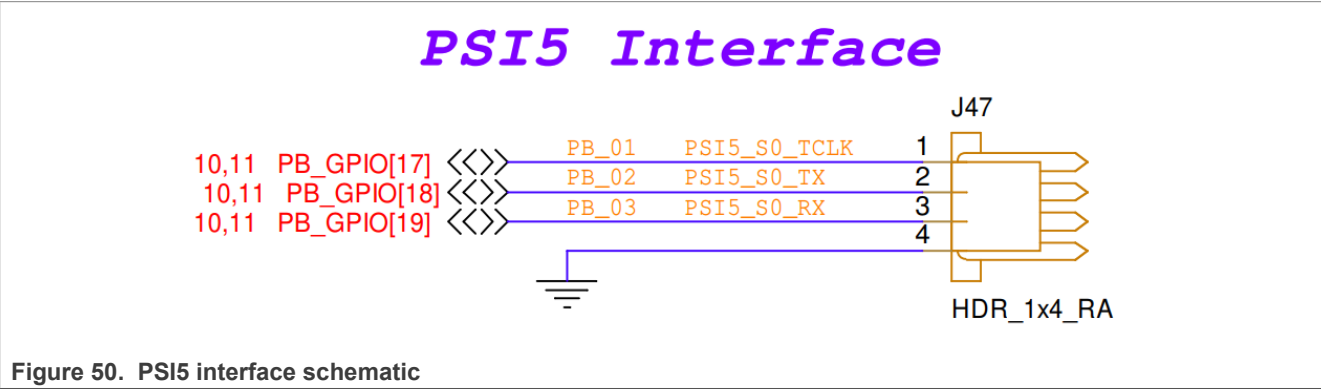 PSI5 Interface
J47
10,11 PB_GPIO[17] PB_01 PSI5_S0_TCLK 1
10,11 PB_GPIO[18] PB_02 PSI5_S0_TX 2
10,11 PB_GPIO[19] PB_03 PSI5_S0_RX 3
4
HDR_1x4_RA
Figure 50. PSI5 interface schematic